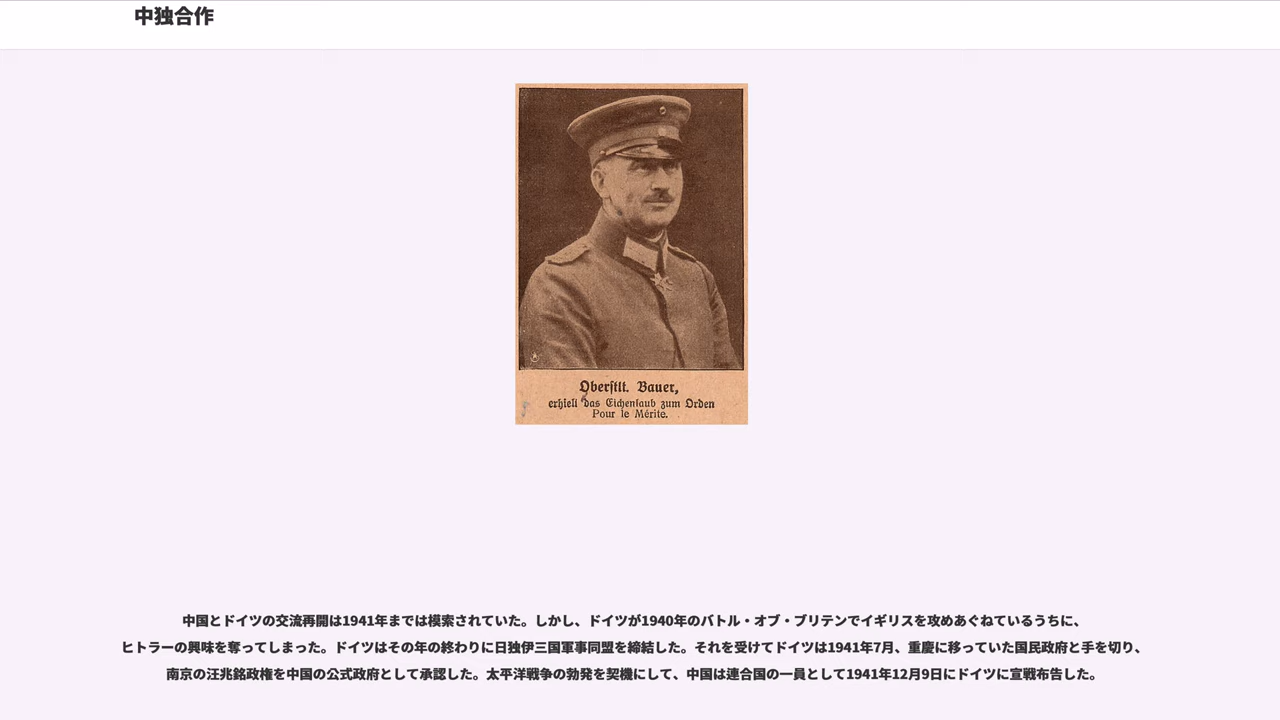 中独合作
Oberstlt. Bauer,
erhielt das Eichenlaub zum Orden
Pour le Mérite.
中国とドイツの交流再開は1941年までは模索されていた。しかし、ドイツが1940年のバトル・オブ・ブリテンでイギリスを攻めあぐねているうちに、
ヒトラーの興味を奪ってしまった。ドイツはその年の終わりに日独伊三国軍事同盟を締結した。それを受けてドイツは1941年7月、重慶に移っていた国民政府と手を切り、
南京の汪兆銘政権を中国の公式政府として承認した。太平洋戦争の勃発を契機にして、中国は連合国の一員として1941年12月9日にドイツに宣戦布告した。